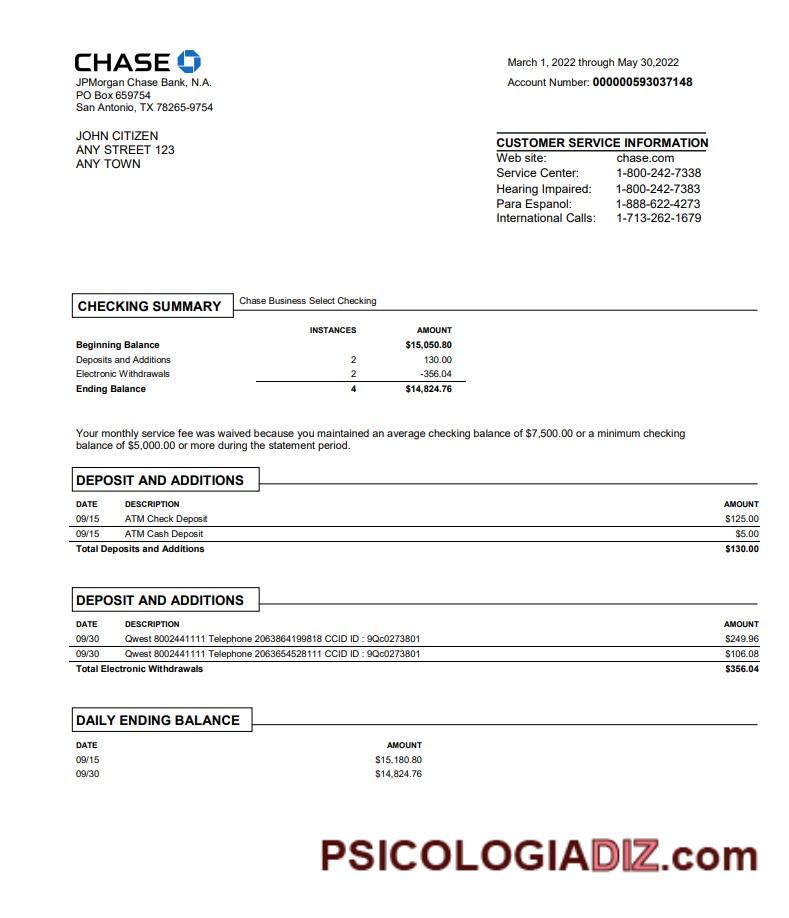 CHASE
JPMorgan Chase Bank, N.A.
PO Box 659754
San Antonio, TX 78265-9754
March 1, 2022 through May 30,2022
Account Number: 000000593037148
JOHN CITIZEN
ANY STREET 123
ANY TOWN
CUSTOMER SERVICE INFORMATION
Web site: chase.com
Service Center: 1-800-242-7338
Hearing Impaired: 1-800-242-7383
Para Espanol: 1-888-622-4273
International Calls: 1-713-262-1679
CHECKING SUMMARY Chase Business Select Checking
INSTANCES AMOUNT
Beginning Balance $15,050.80
Deposits and Additions 2 130.00
Electronic Withdrawals 2 -356.04
Ending Balance 4 $14,824.76
Your monthly service fee was waived because you maintained an average checking balance of $7,500.00 or a minimum checking
balance of $5,000.00 or more during the statement period.
DEPOSIT AND ADDITIONS
DATE DESCRIPTION AMOUNT
09/15 ATM Check Deposit $125.00
09/15 ATM Cash Deposit $5.00
Total Deposits and Additions $130.00
DEPOSIT AND ADDITIONS
DATE DESCRIPTION AMOUNT
09/30 Qwest 8002441111 Telephone 2063864199818 CCID ID : 9Qc0273801 $249.96
09/30 Qwest 8002441111 Telephone 2063654528111 CCID ID : 9Qc0273801 $106.08
Total Electronic Withdrawals $356.04
DAILY ENDING BALANCE
DATE AMOUNT
09/15 $15,180.80
09/30 $14,824.76
PSICOLOGIADIZ.com